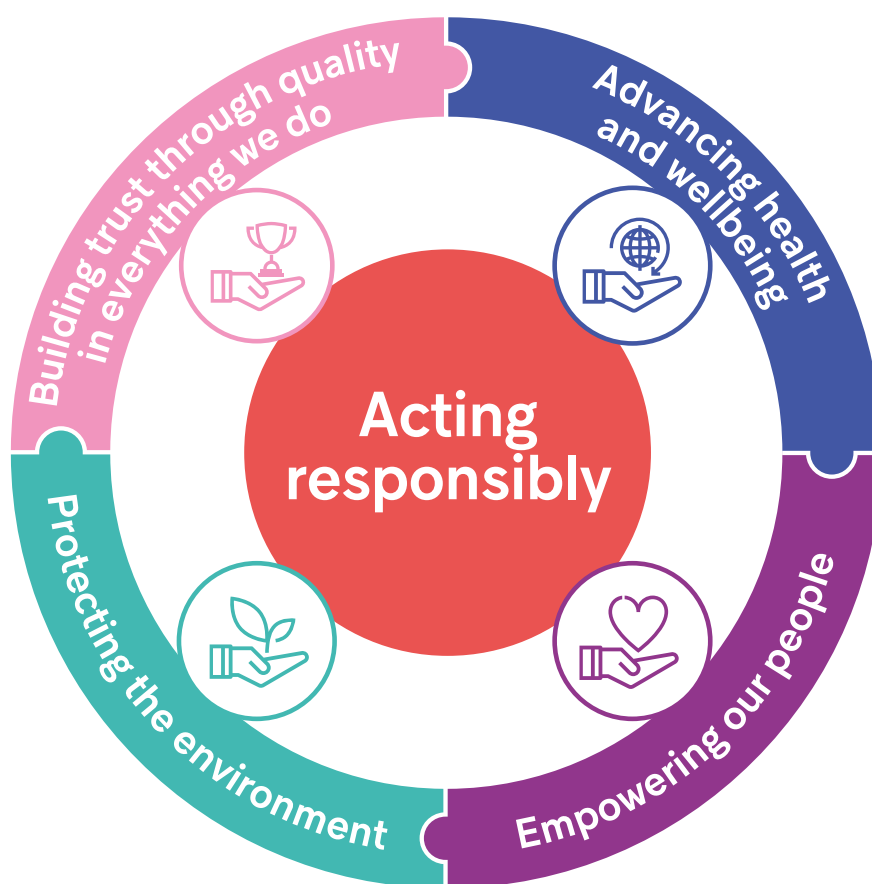 Building trust through quality
in everything we do
Advancing health
and wellbeing
Acting
responsibly
Protecting the environment
Empowering our people